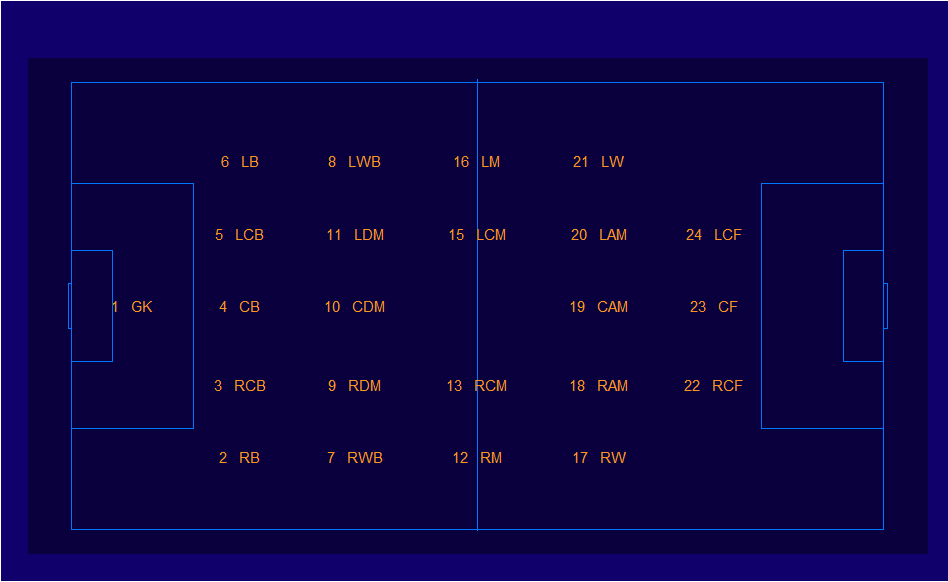 6 LB 8 LWB 16 LM 21 LW
5 LCB 11 LDM 15 LCM 20 LAM 24 LCF
1 GK 4 CB 10 CDM 19 CAM 23 CF
3 RCB 9 RDM 13 RCM 18 RAM 22 RCF
2 RB 7 RWB 12 RM 17 RW